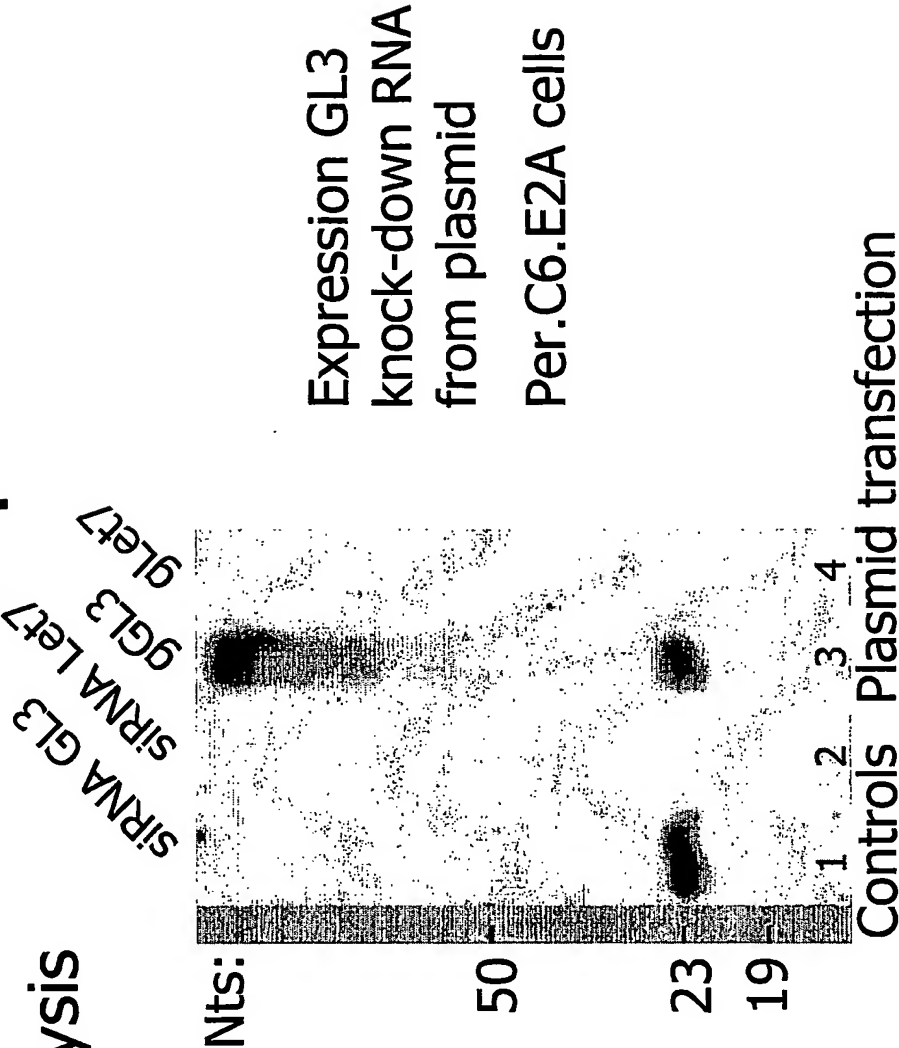 ysis
siRNA GL3
siRNA Let7
gGL3
gLet7
Nts:
50
23
19
1 2 3 4
Controls Plasmid transfection
Expression GL3
knock-down RNA
from plasmid
Per.C6.E2A cells